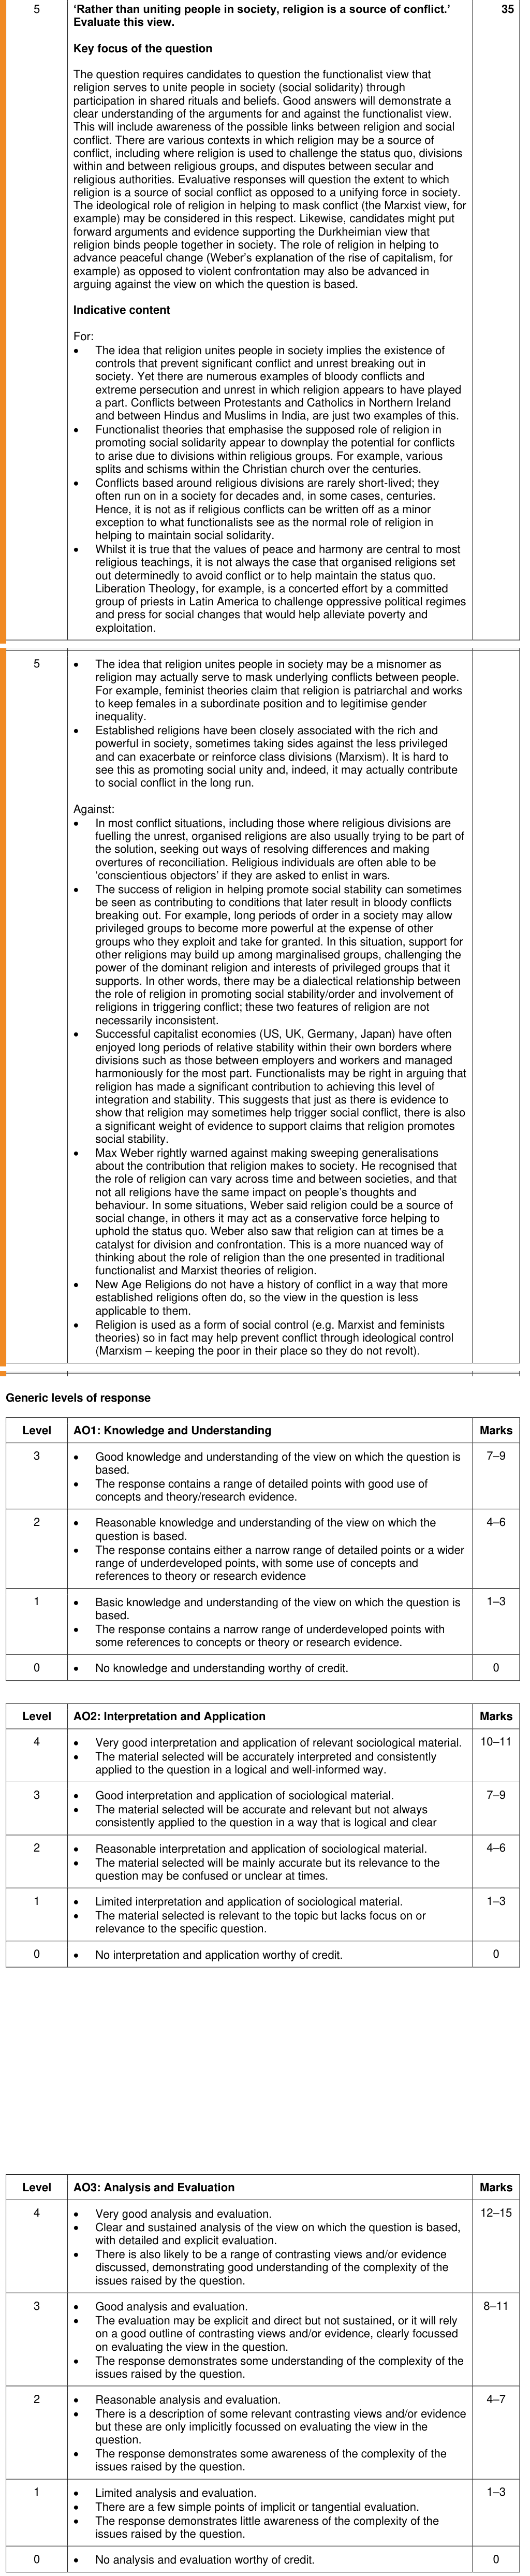 5
'Rather than uniting people in society, religion is a source of conflict.'
35
Evaluate this view.
Key focus of the question
The question requires candidates to question the functionalist view that
religion serves to unite people in society (social solidarity) through
participation in shared rituals and beliefs. Good answers will demonstrate a
clear understanding of the arguments for and against the functionalist view.
This will include awareness of the possible links between religion and social
conflict. There are various contexts in which religion may be a source of
conflict, including where religion is used to challenge the status quo, divisions
within and between religious groups, and disputes between secular and
religious authorities. Evaluative responses will question the extent to which
religion is a source of social conflict as opposed to a unifying force in society.
The ideological role of religion in helping to mask conflict (the Marxist view, for
example) may be considered in this respect. Likewise, candidates might put
forward arguments and evidence supporting the Durkheimian view that
religion binds people together in society. The role of religion in helping to
advance peaceful change (Weber's explanation of the rise of capitalism, for
example) as opposed to violent confrontation may also be advanced in
arguing against the view on which the question is based.
Indicative content
For:
• The idea that religion unites people in society implies the existence of
controls that prevent significant conflict and unrest breaking out in
society. Yet there are numerous examples of bloody conflicts and
extreme persecution and unrest in which religion appears to have played
a part. Conflicts between Protestants and Catholics in Northern Ireland
and between Hindus and Muslims in India, are just two examples of this.
• Functionalist theories that emphasise the supposed role of religion in
promoting social solidarity appear to downplay the potential for conflicts
to arise due to divisions within religious groups. For example, various
splits and schisms within the Christian church over the centuries.
• Conflicts based around religious divisions are rarely short-lived; they
often run on in a society for decades and, in some cases, centuries.
Hence, it is not as if religious conflicts can be written off as a minor
exception to what functionalists see as the normal role of religion in
helping to maintain social solidarity.
• Whilst it is true that the values of peace and harmony are central to most
religious teachings, it is not always the case that organised religions set
out determinedly to avoid conflict or to help maintain the status quo.
Liberation Theology, for example, is a concerted effort by a committed
group of priests in Latin America to challenge oppressive political regimes
and press for social changes that would help alleviate poverty and
exploitation.
5
• The idea that religion unites people in society may be a misnomer as
religion may actually serve to mask underlying conflicts between people.
For example, feminist theories claim that religion is patriarchal and works
to keep females in a subordinate position and to legitimise gender
inequality.
• Established religions have been closely associated with the rich and
powerful in society, sometimes taking sides against the less privileged
and can exacerbate or reinforce class divisions (Marxism). It is hard to
see this as promoting social unity and, indeed, it may actually contribute
to social conflict in the long run.
Against:
• In most conflict situations, including those where religious divisions are
fuelling the unrest, organised religions are also usually trying to be part of
the solution, seeking out ways of resolving differences and making
overtures of reconciliation. Religious individuals are often able to be
'conscientious objectors' if they are asked to enlist in wars.
• The success of religion in helping promote social stability can sometimes
be seen as contributing to conditions that later result in bloody conflicts
breaking out. For example, long periods of order in a society may allow
privileged groups to become more powerful at the expense of other
groups who they exploit and take for granted. In this situation, support for
other religions may build up among marginalised groups, challenging the
power of the dominant religion and interests of privileged groups that it
supports. In other words, there may be a dialectical relationship between
the role of religion in promoting social stability/order and involvement of
religions in triggering conflict; these two features of religion are not
necessarily inconsistent.
• Successful capitalist economies (US, UK, Germany, Japan) have often
enjoyed long periods of relative stability within their own borders where
divisions such as those between employers and workers and managed
harmoniously for the most part. Functionalists may be right in arguing that
religion has made a significant contribution to achieving this level of
integration and stability. This suggests that just as there is evidence to
show that religion may sometimes help trigger social conflict, there is also
a significant weight of evidence to support claims that religion promotes
social stability.
• Max Weber rightly warned against making sweeping generalisations
about the contribution that religion makes to society. He recognised that
the role of religion can vary across time and between societies, and that
not all religions have the same impact on people's thoughts and
behaviour. In some situations, Weber said religion could be a source of
social change, in others it may act as a conservative force helping to
uphold the status quo. Weber also saw that religion can at times be a
catalyst for division and confrontation. This is a more nuanced way of
thinking about the role of religion than the one presented in traditional
functionalist and Marxist theories of religion.
• New Age Religions do not have a history of conflict in a way that more
established religions often do, so the view in the question is less
applicable to them.
• Religion is used as a form of social control (e.g. Marxist and feminists
theories) so in fact may help prevent conflict through ideological control
(Marxism – keeping the poor in their place so they do not revolt).
Generic levels of response
Level
AO1: Knowledge and Understanding
Marks
3
• Good knowledge and understanding of the view on which the question is
7–9
based.
• The response contains a range of detailed points with good use of
concepts and theory/research evidence.
2
• Reasonable knowledge and understanding of the view on which the
4–6
question is based.
• The response contains either a narrow range of detailed points or a wider
range of underdeveloped points, with some use of concepts and
references to theory or research evidence
1
• Basic knowledge and understanding of the view on which the question is
1–3
based.
• The response contains a narrow range of underdeveloped points with
some references to concepts or theory or research evidence.
0
• No knowledge and understanding worthy of credit.
0
Level
AO2: Interpretation and Application
Marks
4
• Very good interpretation and application of relevant sociological material.
10–11
• The material selected will be accurately interpreted and consistently
applied to the question in a logical and well-informed way.
3
• Good interpretation and application of sociological material.
7–9
• The material selected will be accurate and relevant but not always
consistently applied to the question in a way that is logical and clear
2
• Reasonable interpretation and application of sociological material.
4–6
• The material selected will be mainly accurate but its relevance to the
question may be confused or unclear at times.
1
• Limited interpretation and application of sociological material.
1–3
• The material selected is relevant to the topic but lacks focus on or
relevance to the specific question.
0
• No interpretation and application worthy of credit.
0
Level
AO3: Analysis and Evaluation
Marks
4
• Very good analysis and evaluation.
12–15
• Clear and sustained analysis of the view on which the question is based,
with detailed and explicit evaluation.
• There is also likely to be a range of contrasting views and/or evidence
discussed, demonstrating good understanding of the complexity of the
issues raised by the question.
3
• Good analysis and evaluation.
8–11
• The evaluation may be explicit and direct but not sustained, or it will rely
on a good outline of contrasting views and/or evidence, clearly focussed
on evaluating the view in the question.
• The response demonstrates some understanding of the complexity of the
issues raised by the question.
2
• Reasonable analysis and evaluation.
4–7
• There is a description of some relevant contrasting views and/or evidence
but these are only implicitly focussed on evaluating the view in the
question.
• The response demonstrates some awareness of the complexity of the
issues raised by the question.
1
• Limited analysis and evaluation.
1–3
• There are a few simple points of implicit or tangential evaluation.
• The response demonstrates little awareness of the complexity of the
issues raised by the question.
0
• No analysis and evaluation worthy of credit.
0